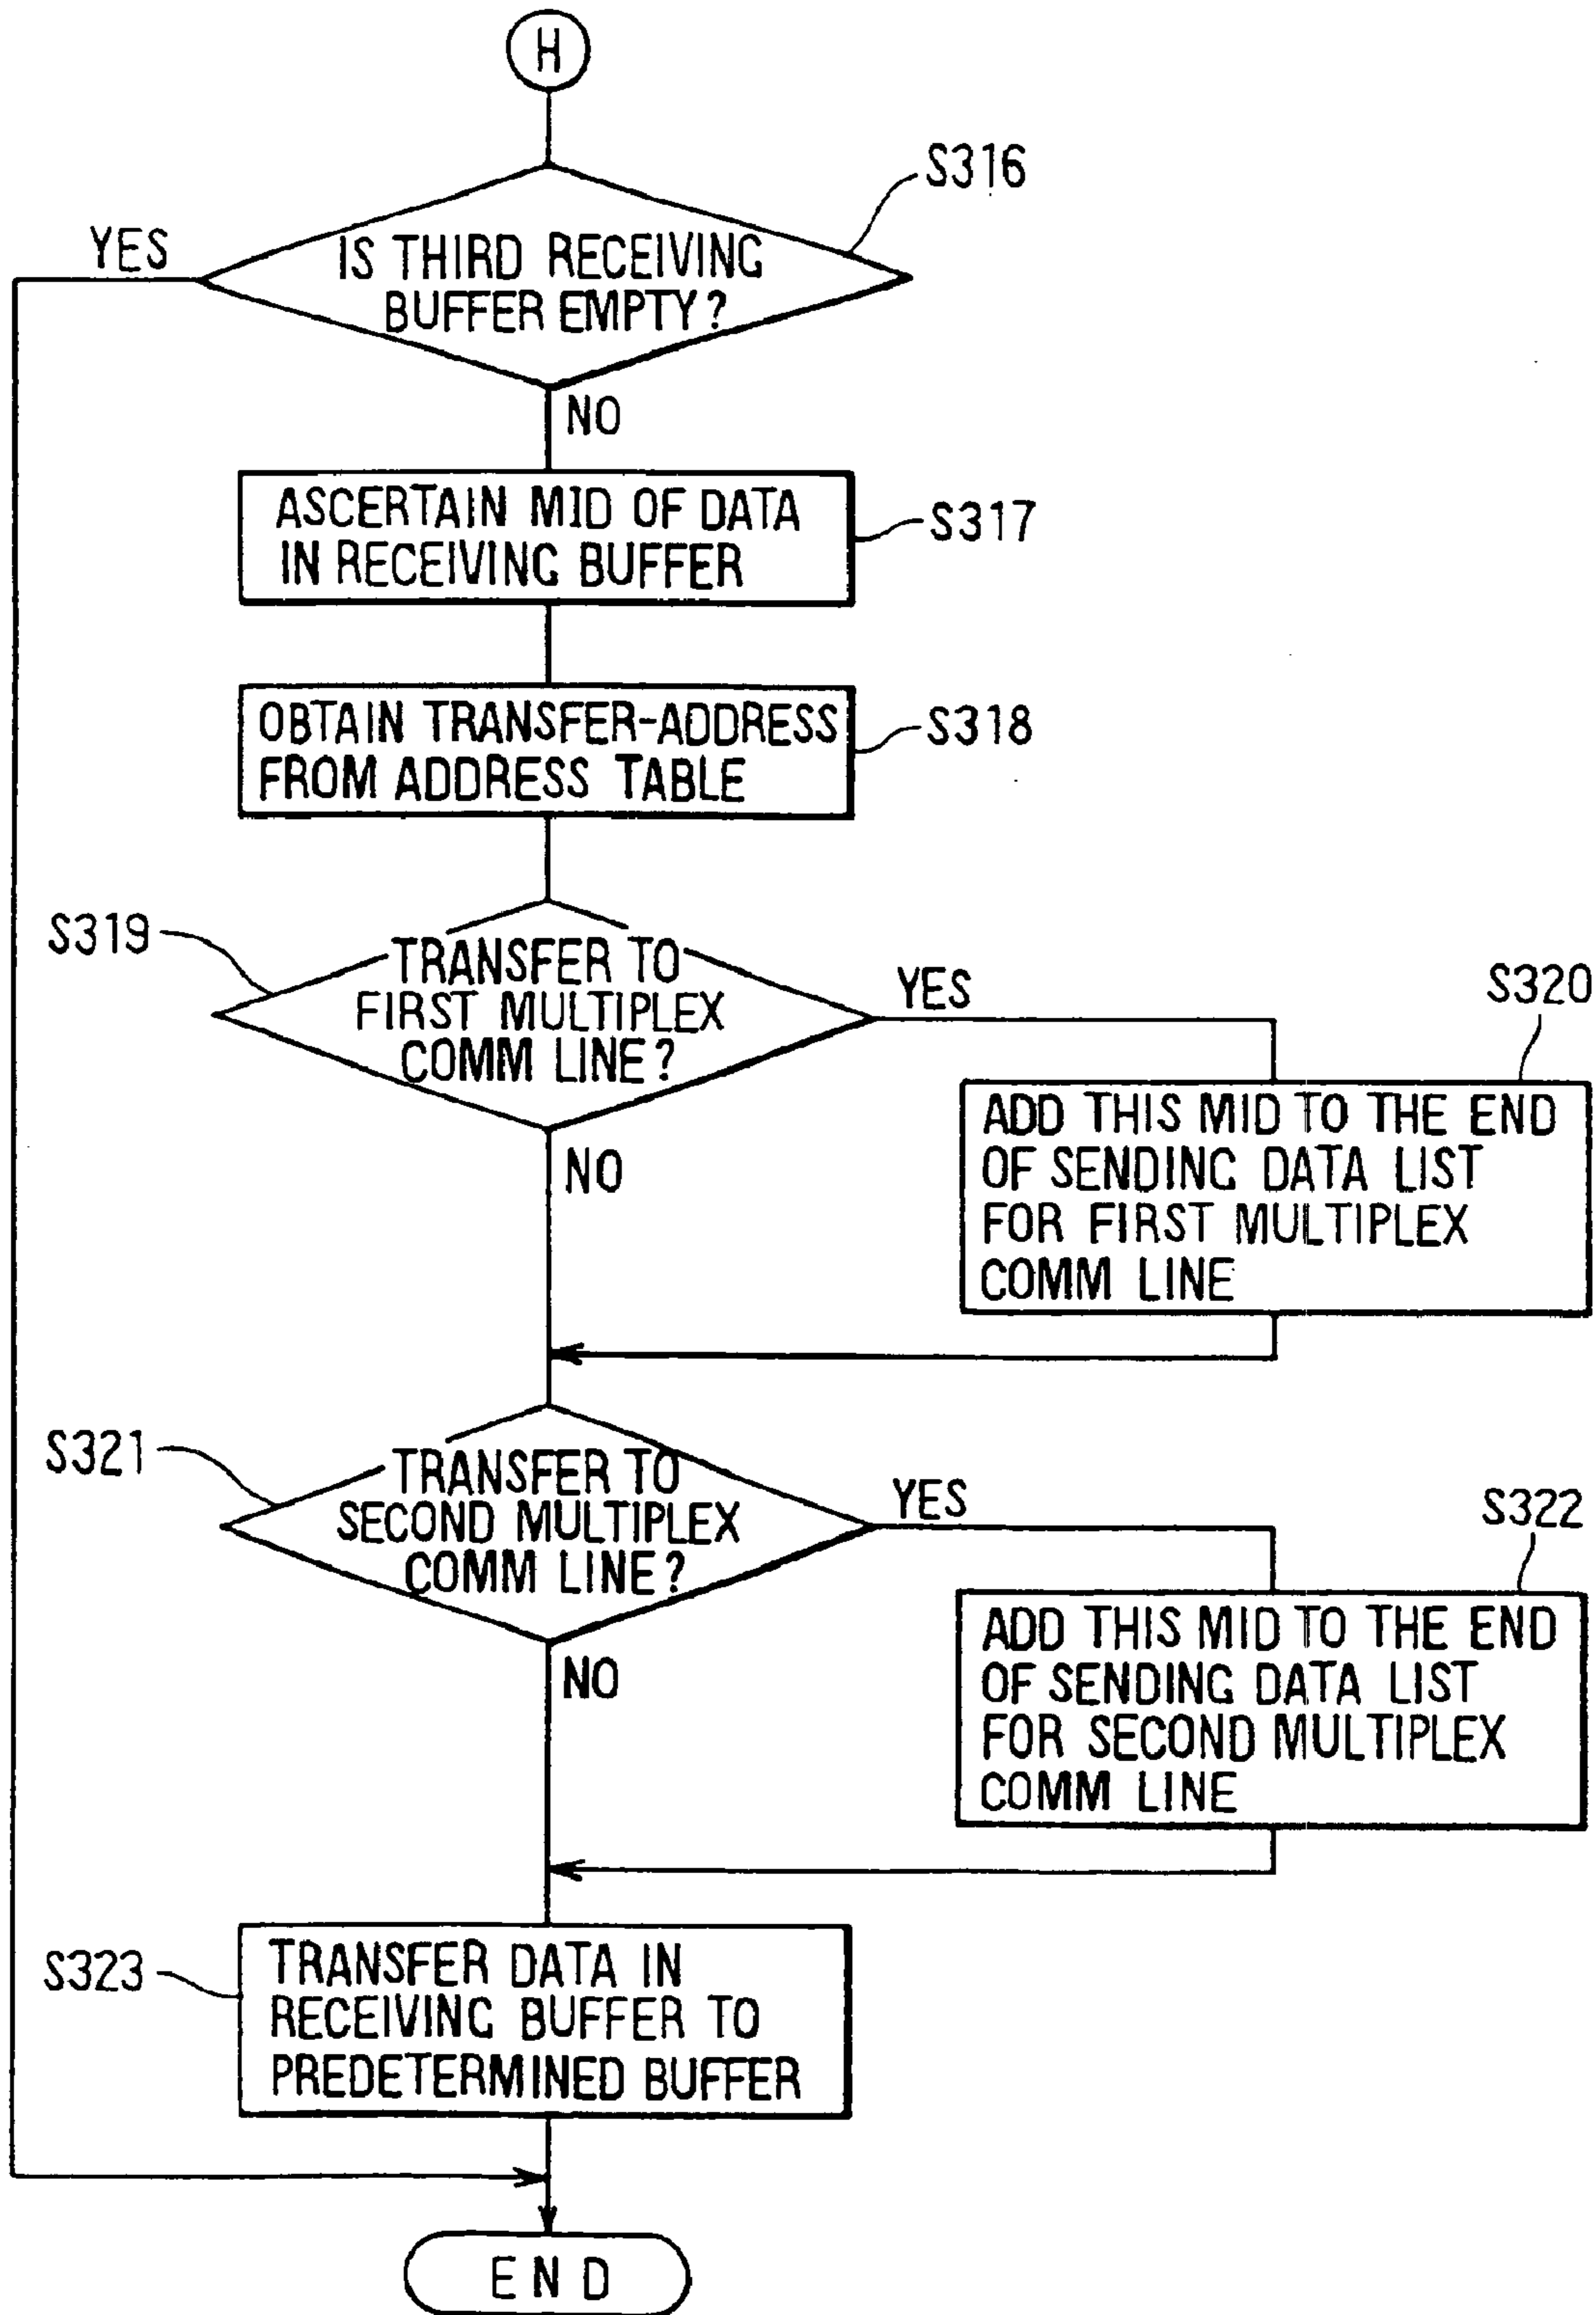 H
S316
YES
IS THIRD RECEIVING
BUFFER EMPTY?
NO
ASCERTAIN MID OF DATA
IN RECEIVING BUFFER
S317
OBTAIN TRANSFER-ADDRESS
FROM ADDRESS TABLE
S318
S319
TRANSFER TO
FIRST MULTIPLEX
COMM LINE?
YES
S320
NO
ADD THIS MID TO THE END
OF SENDING DATA LIST
FOR FIRST MULTIPLEX
COMM LINE
S321
TRANSFER TO
SECOND MULTIPLEX
COMM LINE?
YES
S322
NO
ADD THIS MID TO THE END
OF SENDING DATA LIST
FOR SECOND MULTIPLEX
COMM LINE
S323
TRANSFER DATA IN
RECEIVING BUFFER TO
PREDETERMINED BUFFER
END